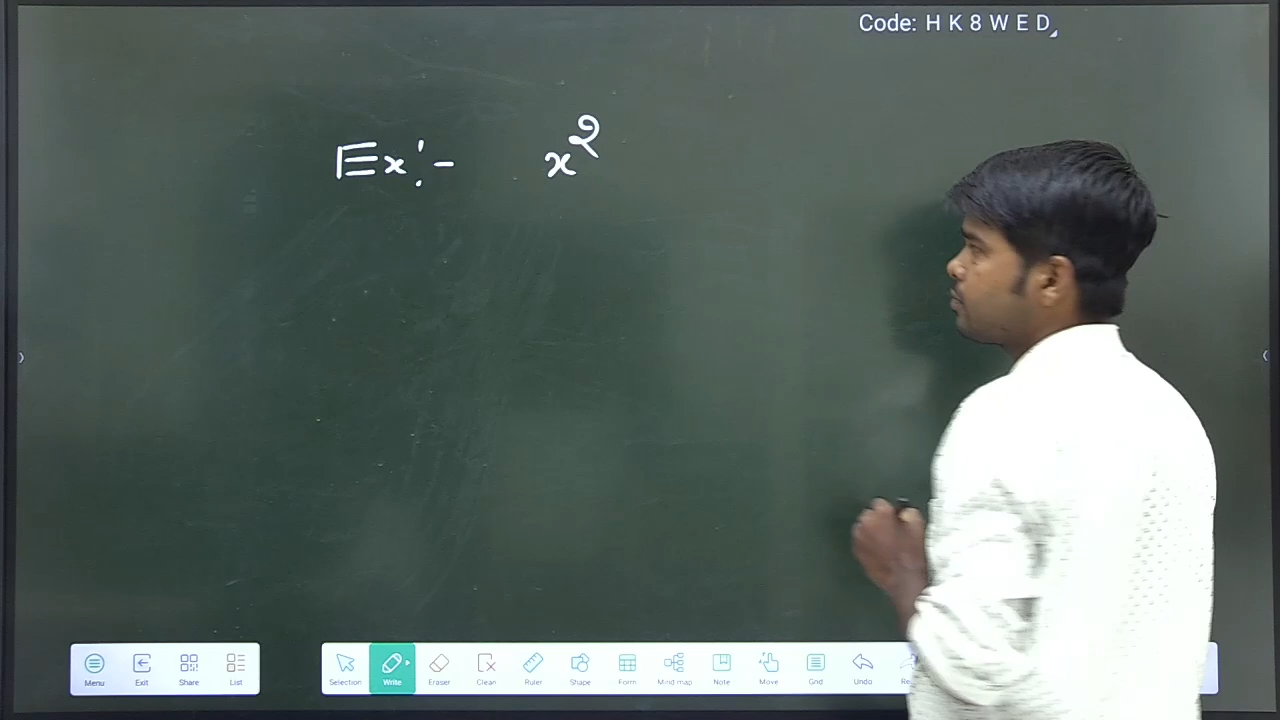 Code: H K 8 W E D
Ex:- x²
Menu Exit Share List Selection Write Eraser Clean Ruler Shape Form Mind map Note Move Grid Undo